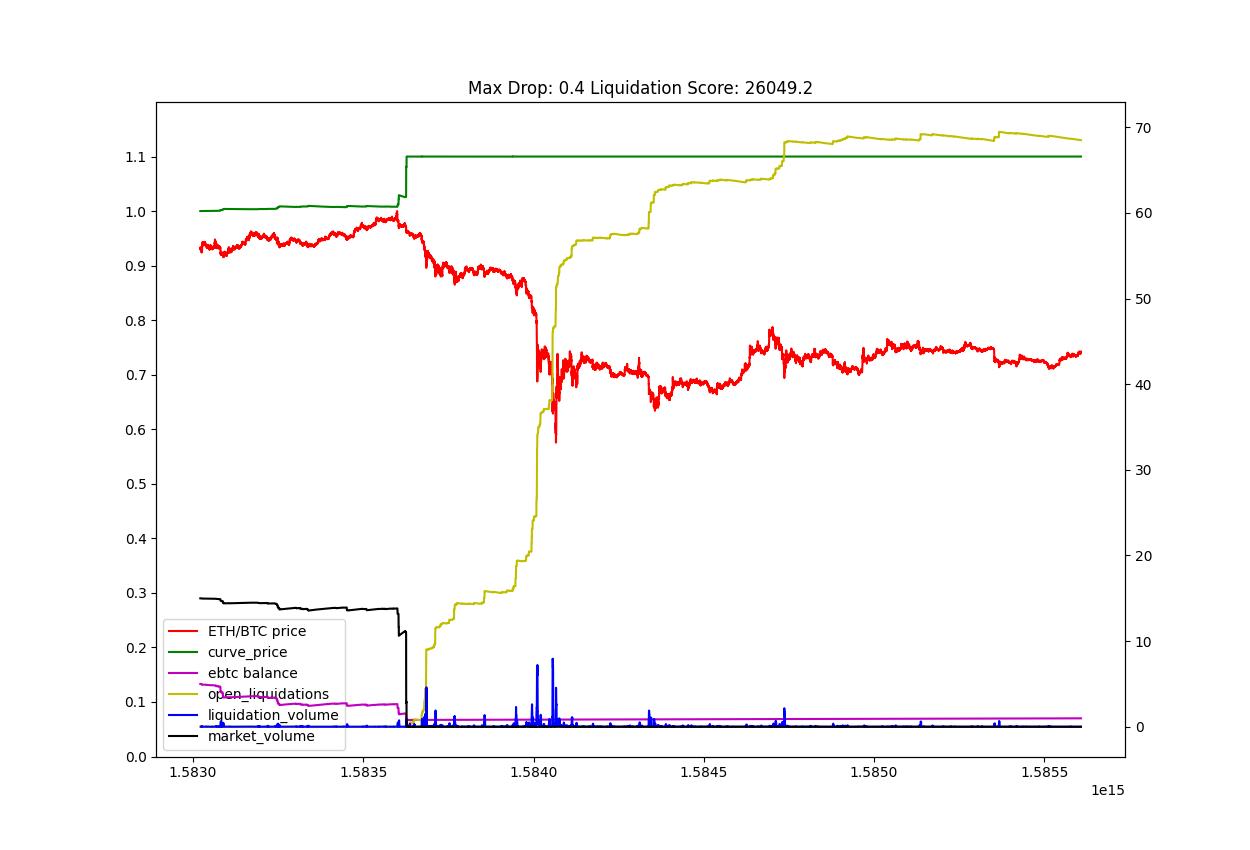 Max Drop: 0.4 Liquidation Score: 26049.2
1.1
1.0
0.9
0.8
0.7
0.6
0.5
0.4
0.3
0.2
0.1
0.0
70
60
50
40
30
20
10
0
ETH/BTC price
curve_price
ebtc balance
open_liquidations
liquidation_volume
market_volume
1.5830 1.5835 1.5840 1.5845 1.5850 1.5855
1e15